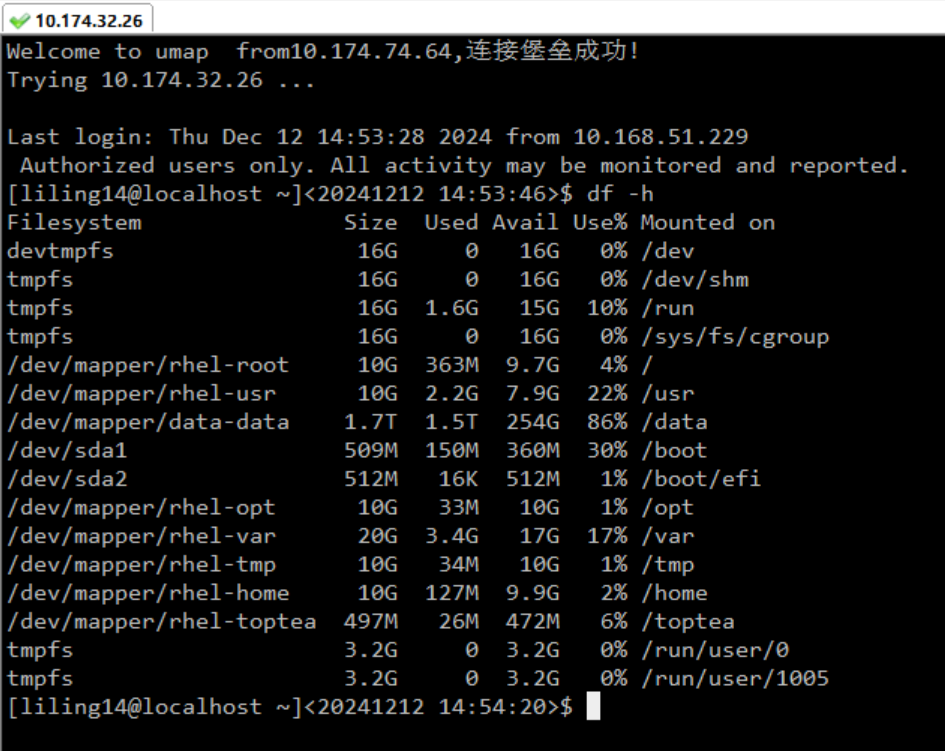 10.174.32.26
Welcome to umap  from10.174.74.64,连接堡垒成功!
Trying 10.174.32.26 ...
Last login: Thu Dec 12 14:53:28 2024 from 10.168.51.229
 Authorized users only. All activity may be monitored and reported.
[liling14@localhost ~]<20241212 14:53:46>$ df -h
Filesystem                 Size  Used Avail Use% Mounted on
devtmpfs                    16G     0   16G   0% /dev
tmpfs                       16G     0   16G   0% /dev/shm
tmpfs                       16G  1.6G   15G  10% /run
tmpfs                       16G     0   16G   0% /sys/fs/cgroup
/dev/mapper/rhel-root       10G  363M  9.7G   4% /
/dev/mapper/rhel-usr        10G  2.2G  7.9G  22% /usr
/dev/mapper/data-data      1.7T  1.5T  254G  86% /data
/dev/sda1                  509M  150M  360M  30% /boot
/dev/sda2                  512M   16K  512M   1% /boot/efi
/dev/mapper/rhel-opt        10G   33M   10G   1% /opt
/dev/mapper/rhel-var        20G  3.4G   17G  17% /var
/dev/mapper/rhel-tmp        10G   34M   10G   1% /tmp
/dev/mapper/rhel-home       10G  127M  9.9G   2% /home
/dev/mapper/rhel-toptea  497M   26M  472M   6% /toptea
tmpfs                      3.2G     0  3.2G   0% /run/user/0
tmpfs                      3.2G     0  3.2G   0% /run/user/1005
[liling14@localhost ~]<20241212 14:54:20>$